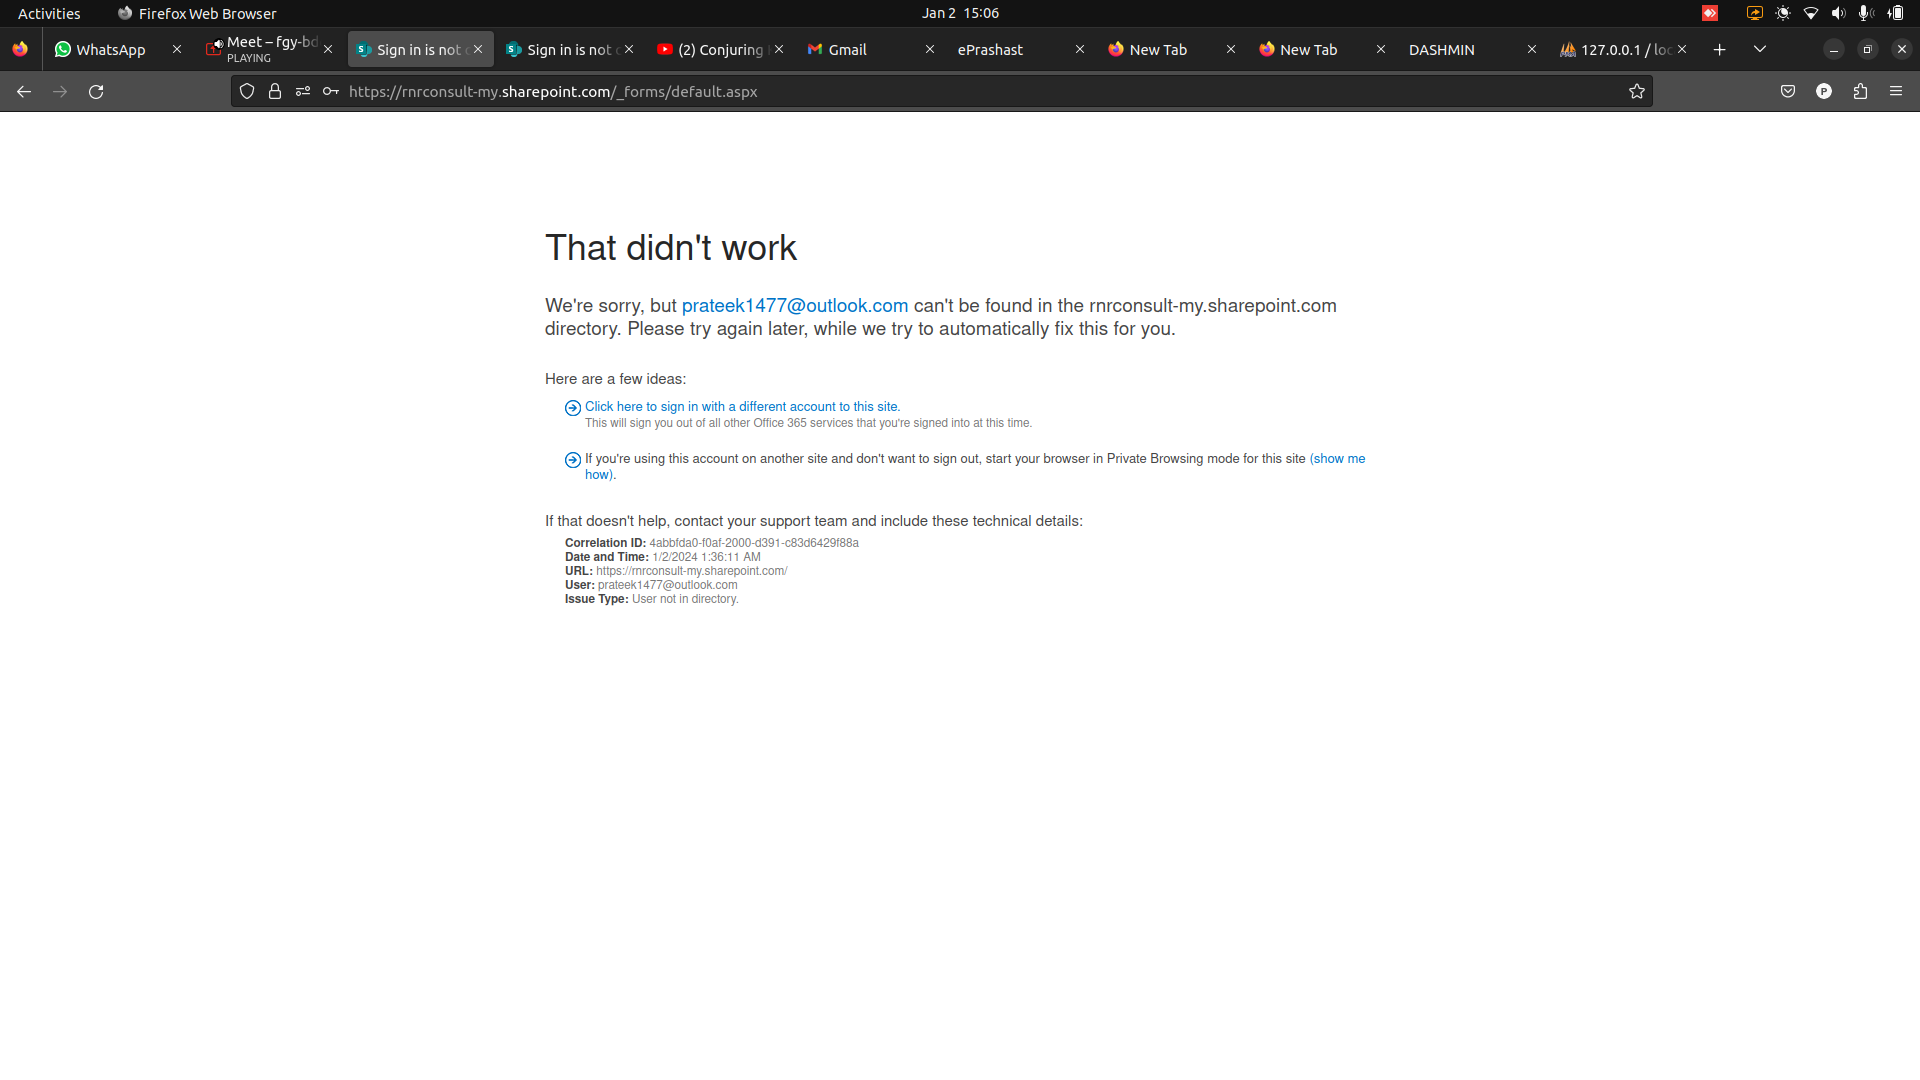 Activities
Firefox Web Browser
Jan 2 15:06
WhatsApp
Meet – fgy-bd
PLAYING
Sign in is not
Sign in is not
(2) Conjuring
Gmail
ePrashast
New Tab
New Tab
DASHMIN
127.0.0.1 / loc
https://rnrconsult-my.sharepoint.com/_forms/default.aspx
That didn't work
We're sorry, but prateek1477@outlook.com can't be found in the rnrconsult-my.sharepoint.com
directory. Please try again later, while we try to automatically fix this for you.
Here are a few ideas:
Click here to sign in with a different account to this site.
This will sign you out of all other Office 365 services that you're signed into at this time.
If you're using this account on another site and don't want to sign out, start your browser in Private Browsing mode for this site (show me
how).
If that doesn't help, contact your support team and include these technical details:
Correlation ID: 4abbfda0-f0af-2000-d391-c83d6429f88a
Date and Time: 1/2/2024 1:36:11 AM
URL: https://rnrconsult-my.sharepoint.com/
User: prateek1477@outlook.com
Issue Type: User not in directory.